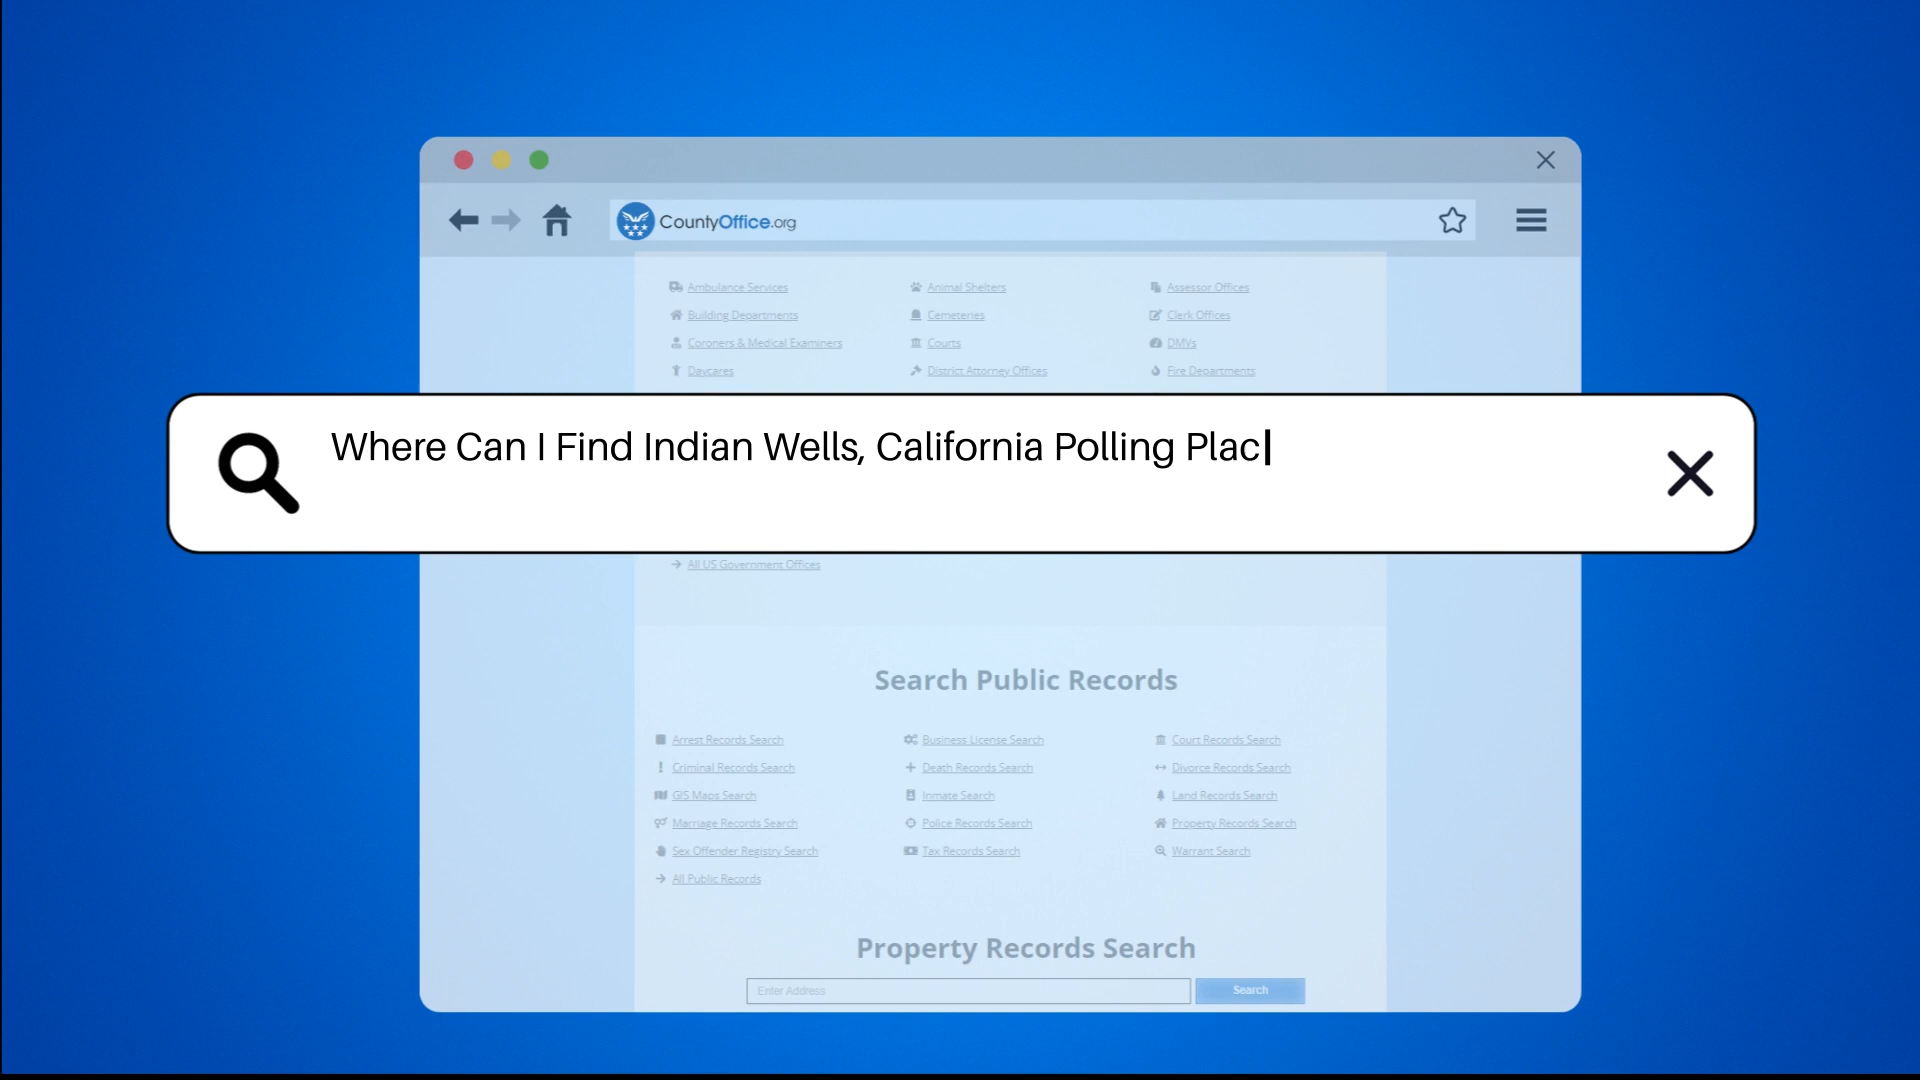 CountyOffice.org
Ambulance Services Animal Shelters Assessor Offices
Building Departments Cemeteries Clerk Offices
Coroners & Medical Examiners Courts DMVs
Daycares District Attorney Offices Fire Departments
Where Can I Find Indian Wells, California Polling Plac
All US Government Offices
Search Public Records
Arrest Records Search Business License Search Court Records Search
Criminal Records Search Death Records Search Divorce Records Search
GIS Maps Search Inmate Search Land Records Search
Marriage Records Search Police Records Search Property Records Search
Sex Offender Registry Search Tax Records Search Warrant Search
All Public Records
Property Records Search
Enter Address Search